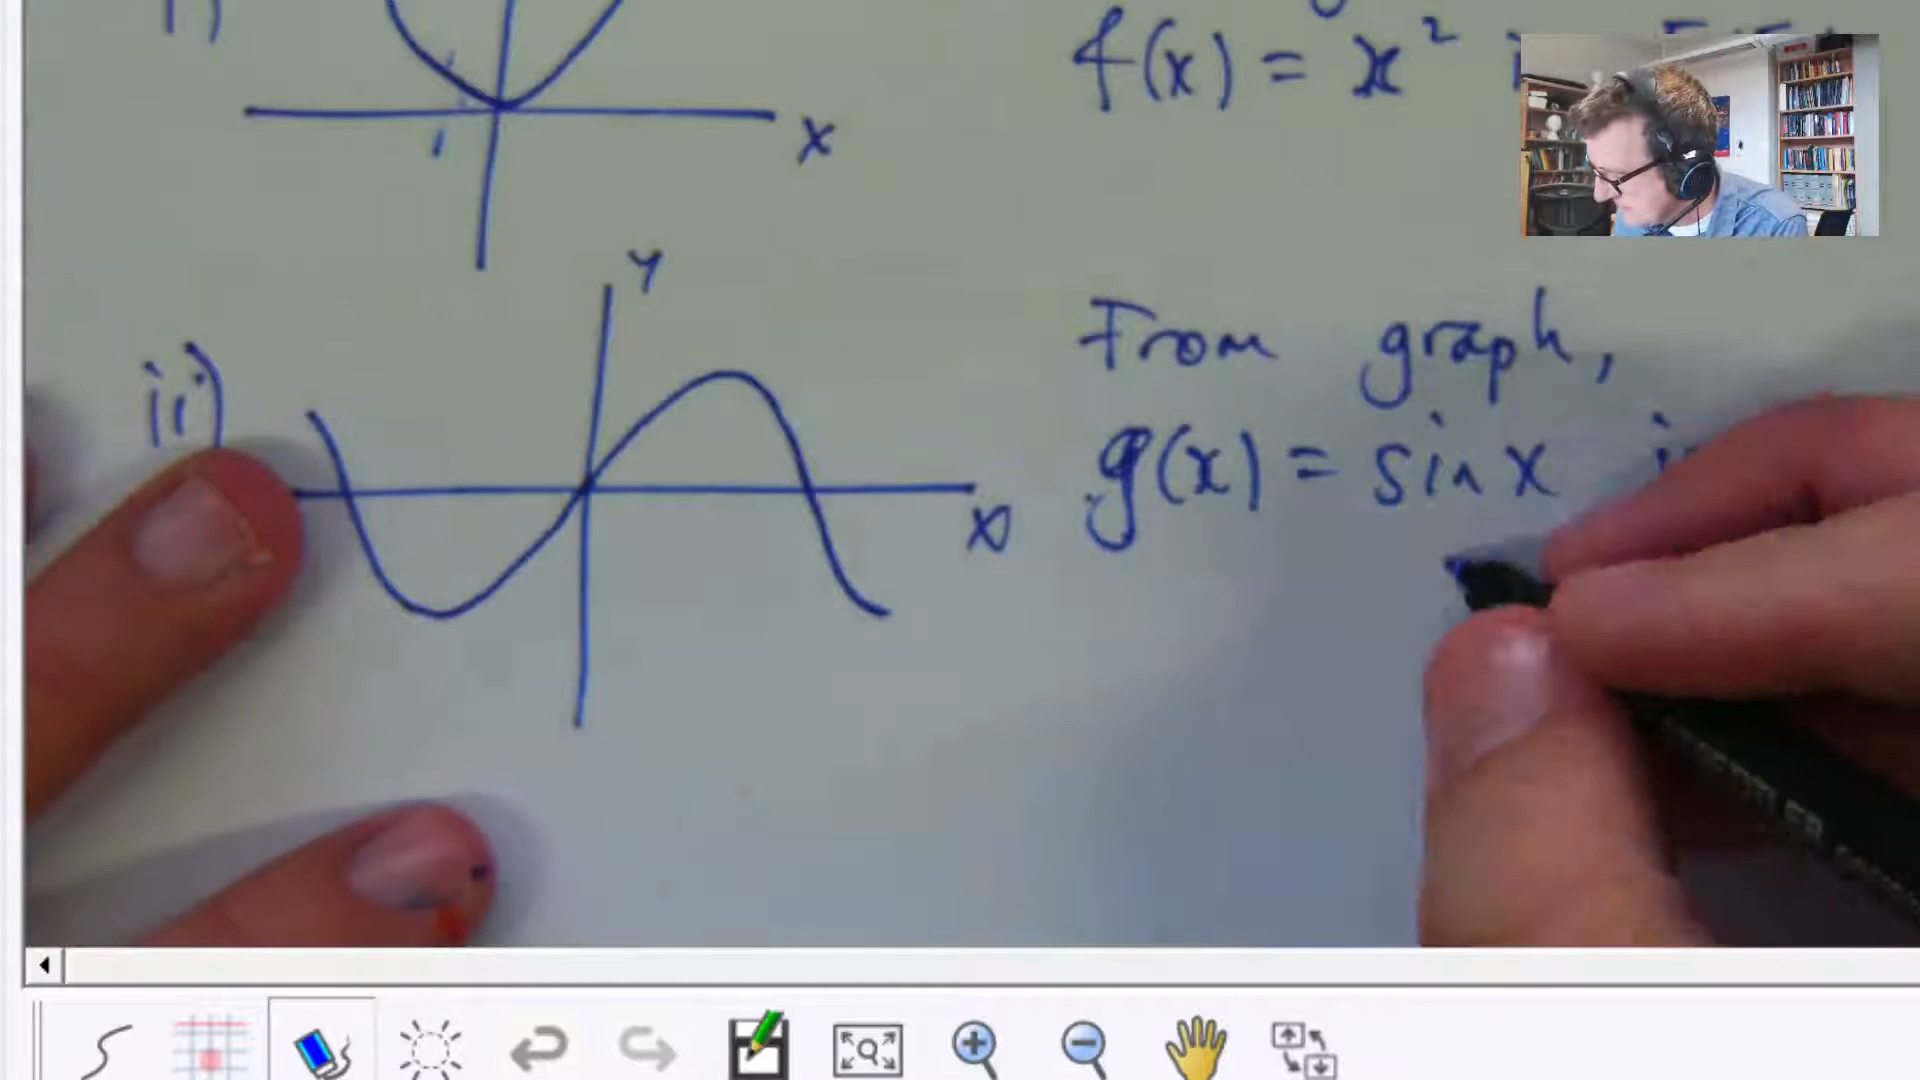 i)
f(x) = x²
x
y
ii)
From graph,
g(x) = sin x
x